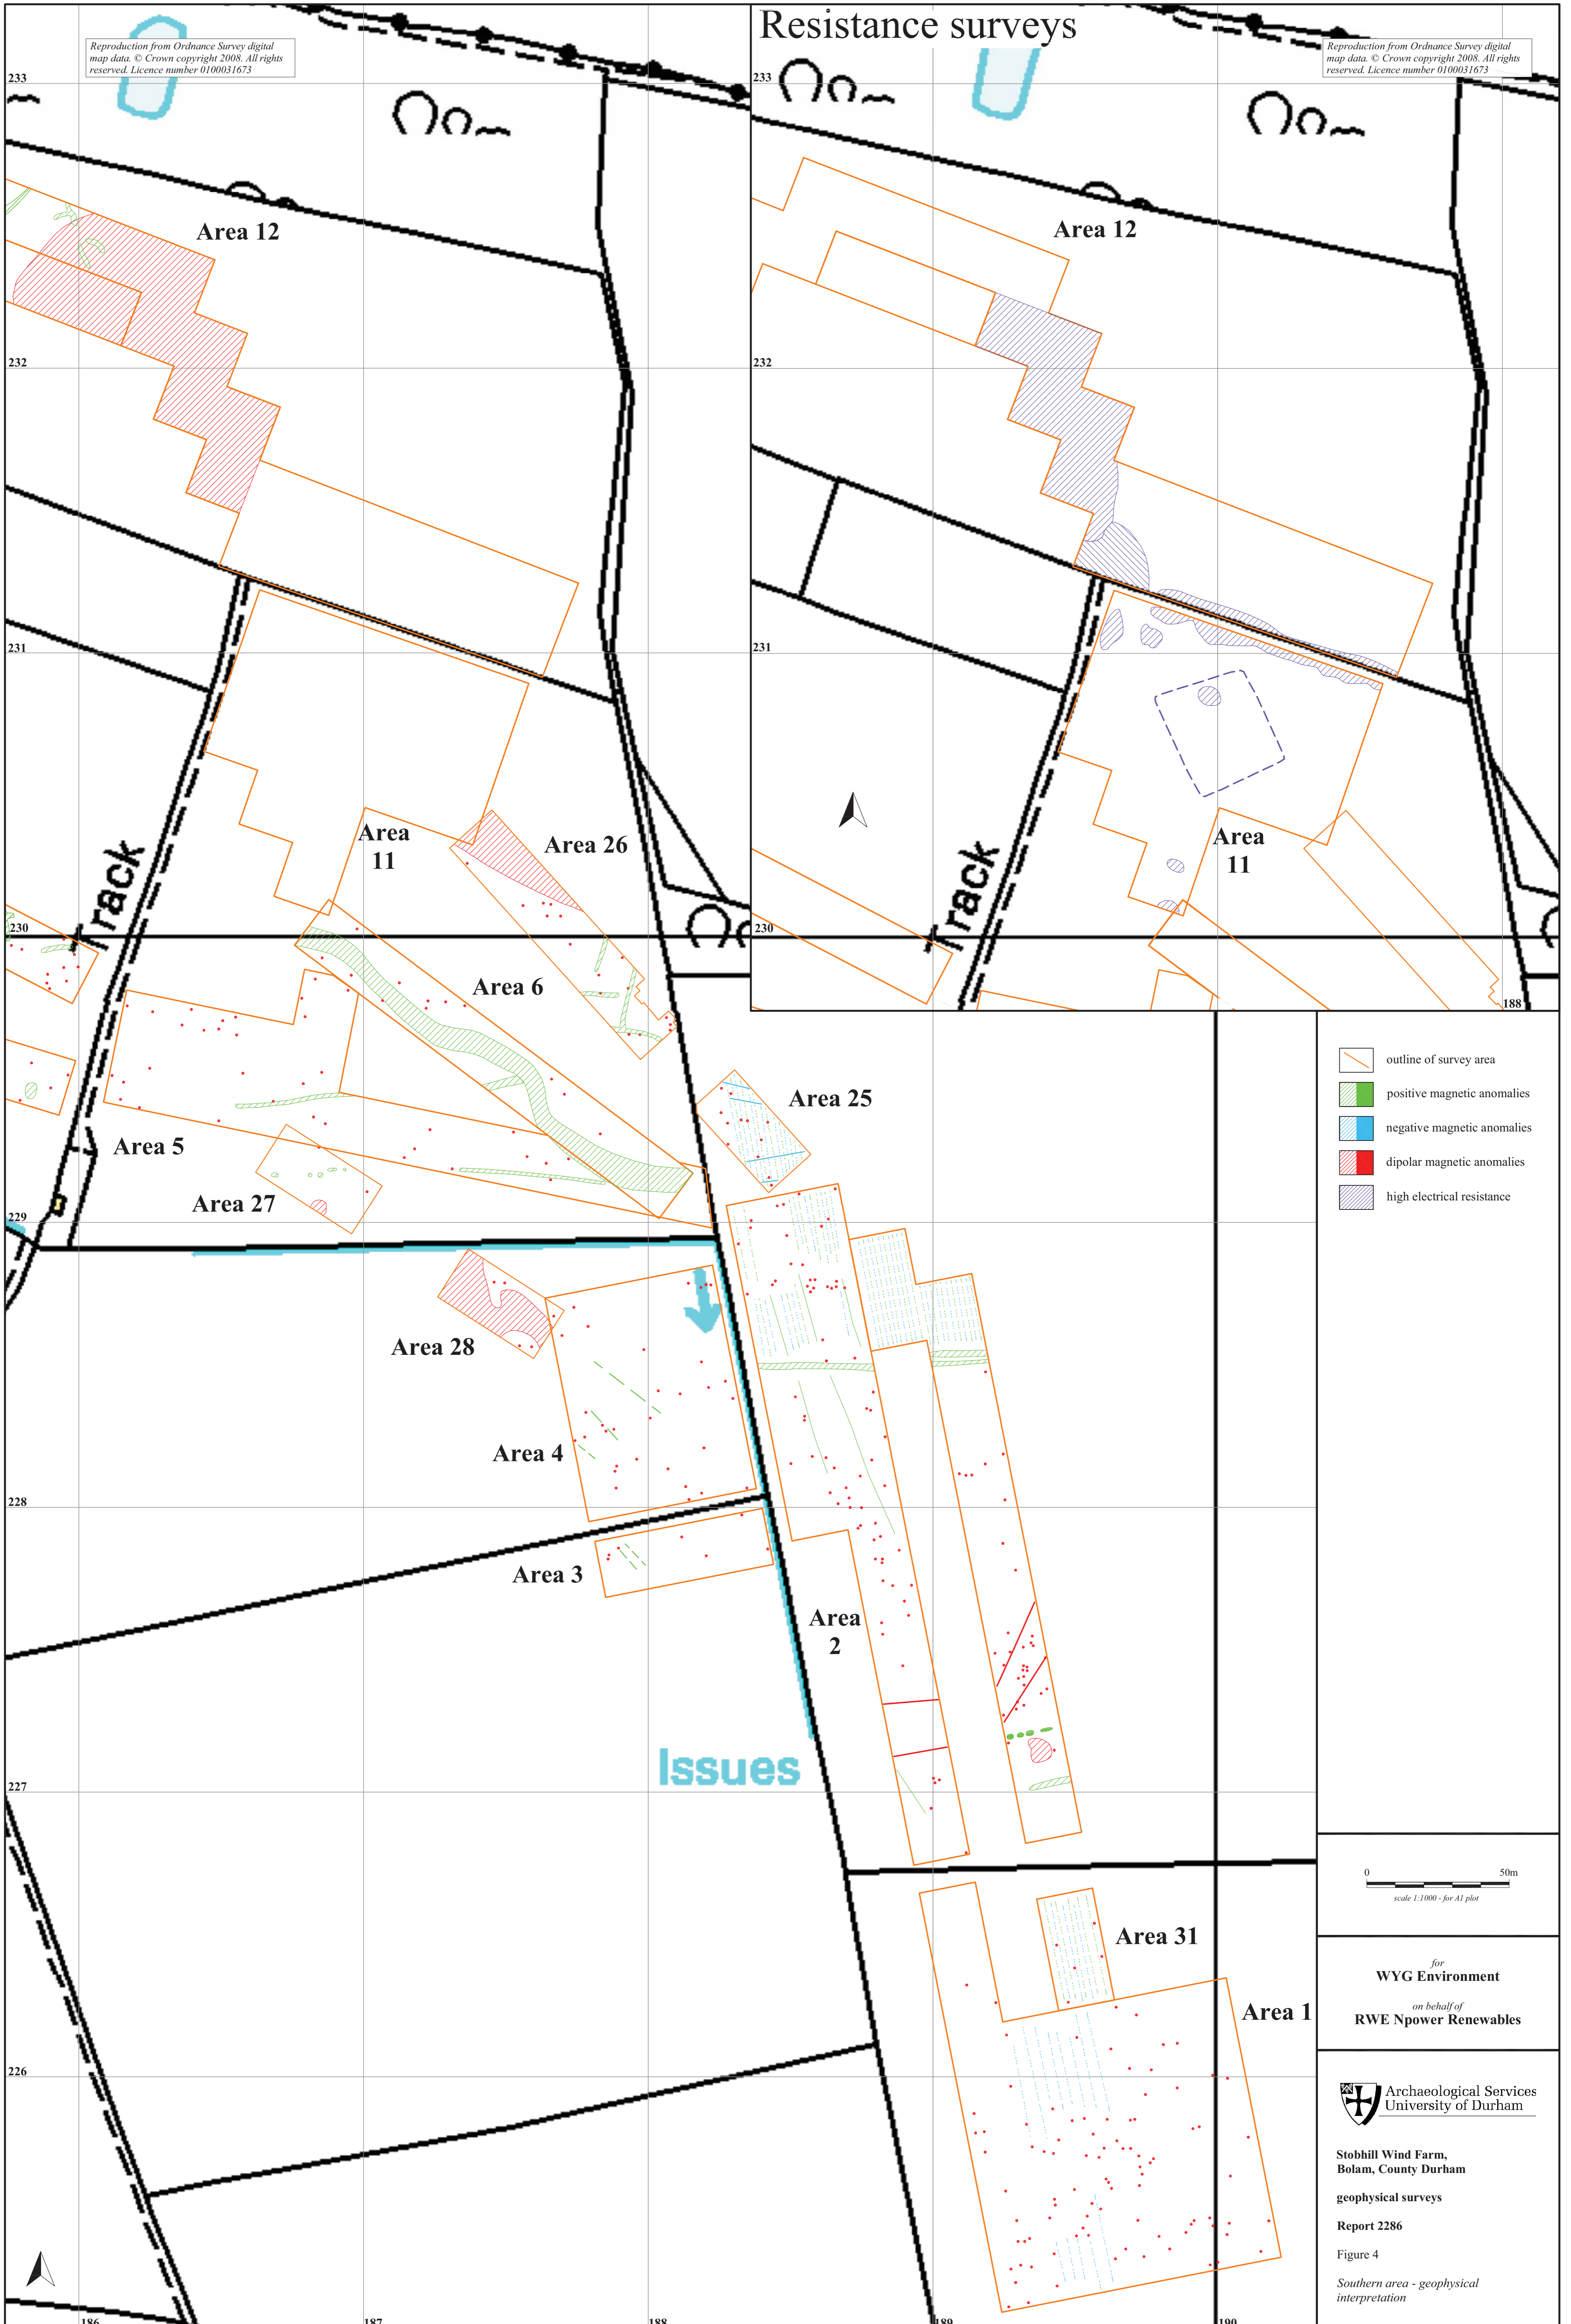 Resistance surveys
Reproduction from Ordnance Survey digital
map data. © Crown copyright 2008. All rights
reserved. Licence number 0100031673
Reproduction from Ordnance Survey digital
map data. © Crown copyright 2008. All rights
reserved. Licence number 0100031673
233
233
Area 12
Area 12
232
232
231
231
Area
11
Area 26
Area
11
Track
Track
230
230
188
Area 6
Area 25
Area 5
Area 27
229
Area 28
Area 4
228
Area 3
Area
2
Issues
227
Area 31
Area 1
226
186
187
188
189
190
outline of survey area
positive magnetic anomalies
negative magnetic anomalies
dipolar magnetic anomalies
high electrical resistance
0 50m
scale 1:1000 - for A1 plot
for
WYG Environment
on behalf of
RWE Npower Renewables
Archaeological Services
University of Durham
Stobhill Wind Farm,
Bolam, County Durham
geophysical surveys
Report 2286
Figure 4
Southern area - geophysical
interpretation